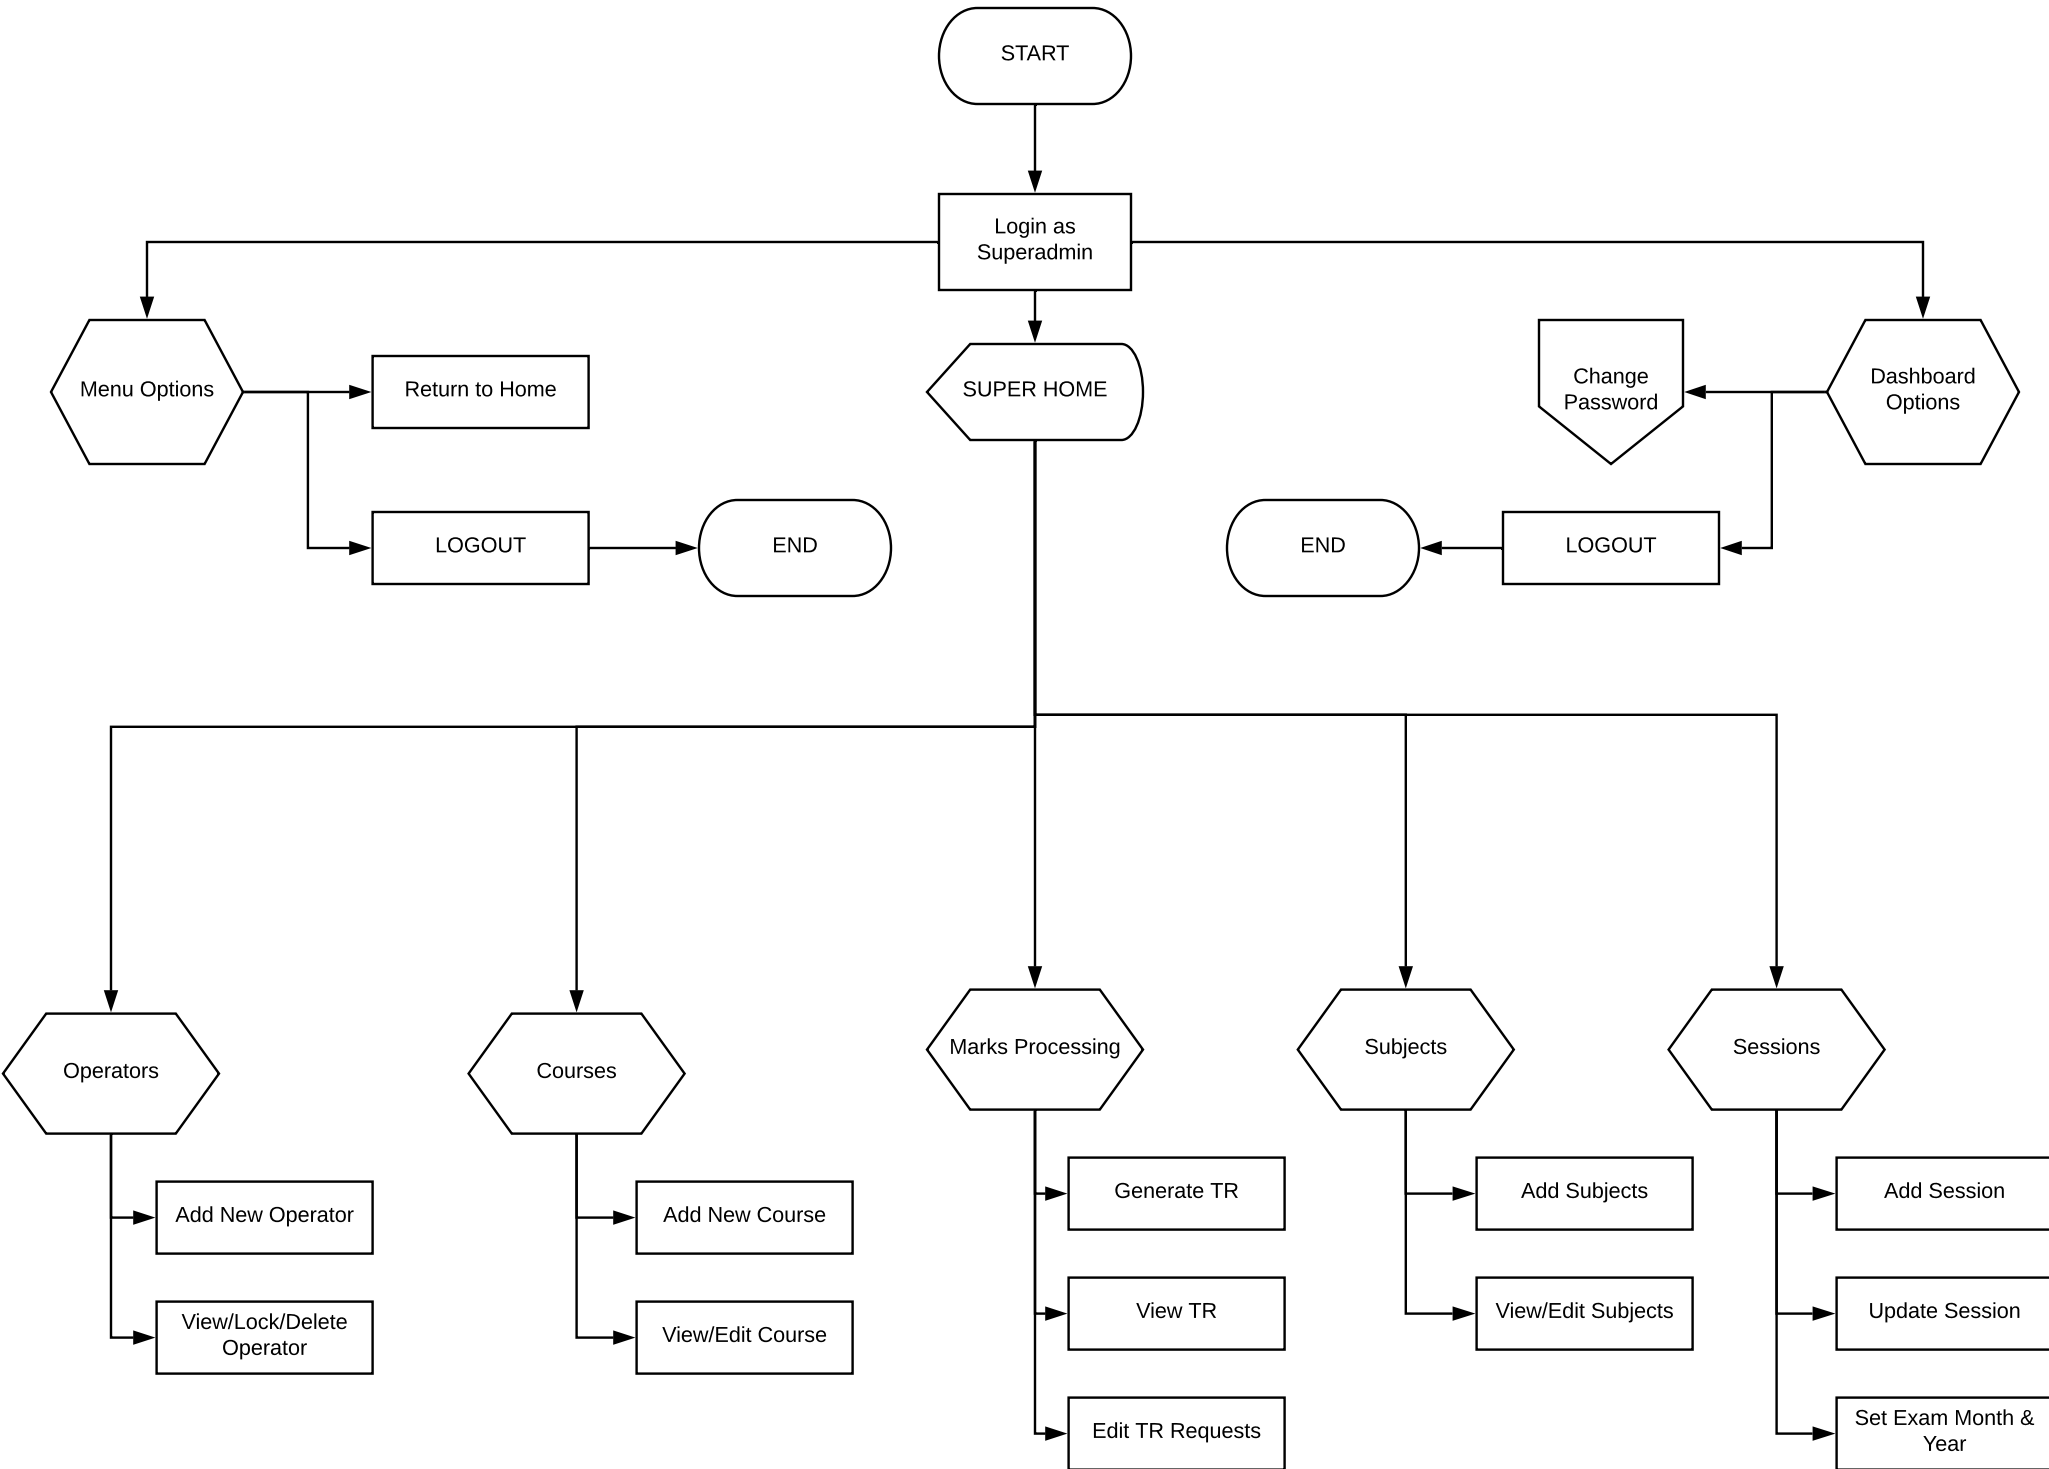 START
Login as
Superadmin
Menu Options
Return to Home
SUPER HOME
Change
Password
Dashboard
Options
LOGOUT
END
END
LOGOUT
Operators
Courses
Marks Processing
Subjects
Sessions
Add New Operator
View/Lock/Delete
Operator
Add New Course
View/Edit Course
Generate TR
View TR
Edit TR Requests
Add Subjects
View/Edit Subjects
Add Session
Update Session
Set Exam Month &
Year